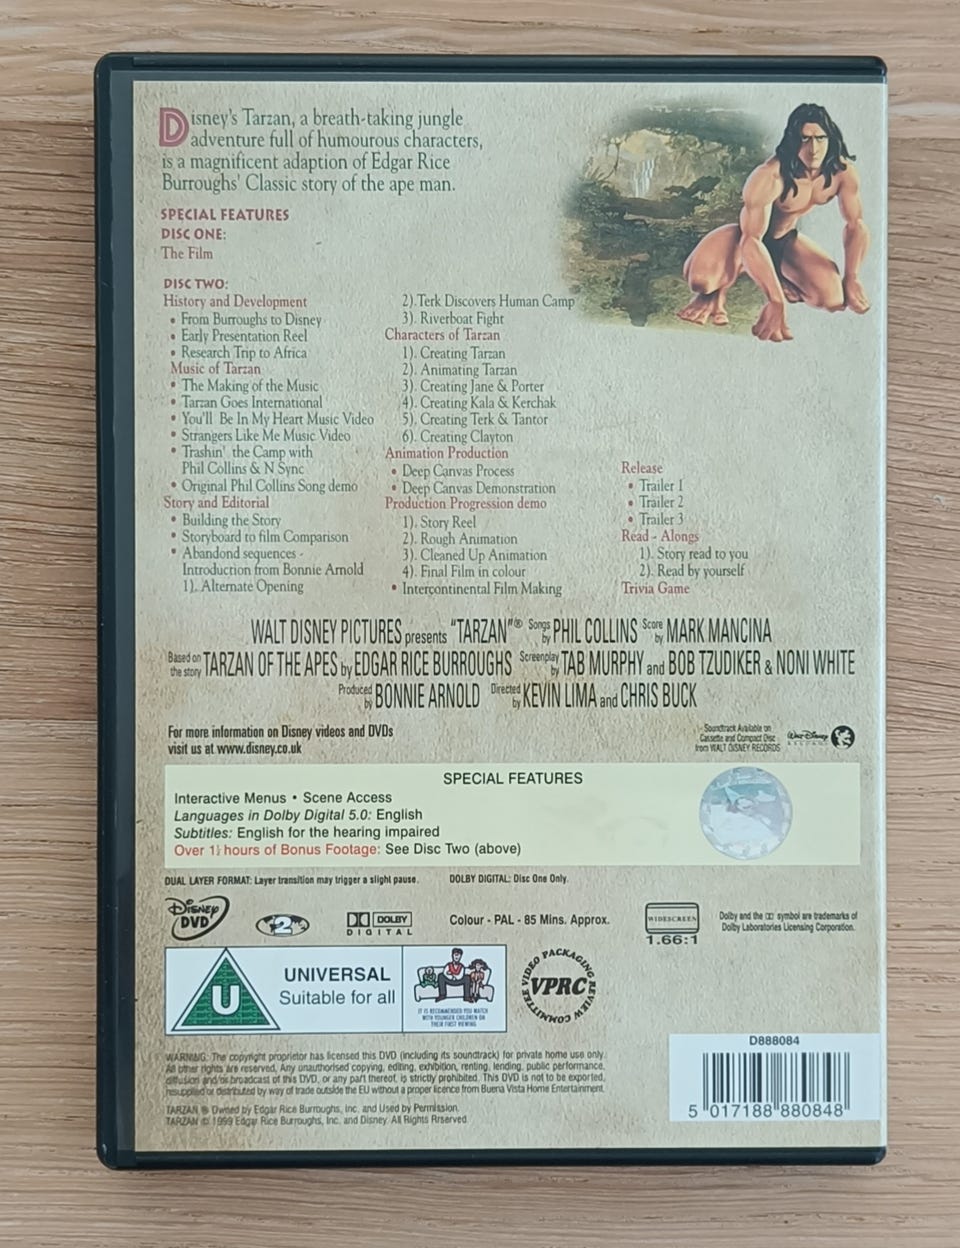 Disney's Tarzan, a breath-taking jungle
adventure full of humourous characters,
is a magnificent adaption of Edgar Rice
Burroughs' Classic story of the ape man.
SPECIAL FEATURES
DISC ONE:
The Film
DISC TWO:
History and Development
• From Burroughs to Disney
• Early Presentation Reel
• Research Trip to Africa
Music of Tarzan
• The Making of the Music
• Tarzan Goes International
• You'll Be In My Heart Music Video
• Strangers Like Me Music Video
• Trashin' the Camp with
Phil Collins & N Sync
• Original Phil Collins Song demo
Story and Editorial
• Building the Story
• Storyboard to film Comparison
• Abandond sequences -
Introduction from Bonnie Arnold
1). Alternate Opening
2). Terk Discovers Human Camp
3). Riverboat Fight
Characters of Tarzan
1). Creating Tarzan
2). Animating Tarzan
3). Creating Jane & Porter
4). Creating Kala & Kerchak
5). Creating Terk & Tantor
6). Creating Clayton
Animation Production
• Deep Canvas Process
• Deep Canvas Demonstration
Production Progression demo
1). Story Reel
2). Rough Animation
3). Cleaned Up Animation
4). Final Film in colour
• Intercontinental Film Making
Release
• Trailer 1
• Trailer 2
• Trailer 3
Read - Alongs
1). Story read to you
2). Read by yourself
Trivia Game
WALT DISNEY PICTURES presents "TARZAN"® Songs by PHIL COLLINS Score by MARK MANCINA
Based on the story TARZAN OF THE APES by EDGAR RICE BURROUGHS Screenplay by TAB MURPHY and BOB TZUDIKER & NONI WHITE
Produced by BONNIE ARNOLD Directed by KEVIN LIMA and CHRIS BUCK
For more information on Disney videos and DVDs
visit us at www.disney.co.uk
Soundtrack Available on
Cassette and Compact Disc
from WALT DISNEY RECORDS
Walt Disney
RECORDS
SPECIAL FEATURES
Interactive Menus • Scene Access
Languages in Dolby Digital 5.0: English
Subtitles: English for the hearing impaired
Over 1½ hours of Bonus Footage: See Disc Two (above)
DUAL LAYER FORMAT: Layer transition may trigger a slight pause.
DOLBY DIGITAL: Disc One Only.
DISNEY
DVD
2
DOLBY
DIGITAL
Colour - PAL - 85 Mins. Approx.
WIDESCREEN
1.66:1
Dolby and the DD symbol are trademarks of
Dolby Laboratories Licensing Corporation.
U
UNIVERSAL
Suitable for all
IT IS RECOMMENDED YOU WATCH
WITH YOUNGER CHILDREN ON
THEIR FIRST VIEWING
VIDEO PACKAGING REVIEW COMMITTEE
VPRC
WARNING: The copyright proprietor has licensed this DVD (including its soundtrack) for private home use only.
All other rights are reserved. Any unauthorised copying, editing, exhibition, renting, lending, public performance,
diffusion and/or broadcast of this DVD, or any part thereof, is strictly prohibited. This DVD is not to be exported,
resupplied or distributed by way of trade outside the EU without a proper licence from Buena Vista Home Entertainment.
TARZAN ® Owned by Edgar Rice Burroughs, Inc. and Used by Permission.
TARZAN © 1999 Edgar Rice Burroughs, Inc. and Disney. All Rights Rrserved.
D888084
5 017188 880848